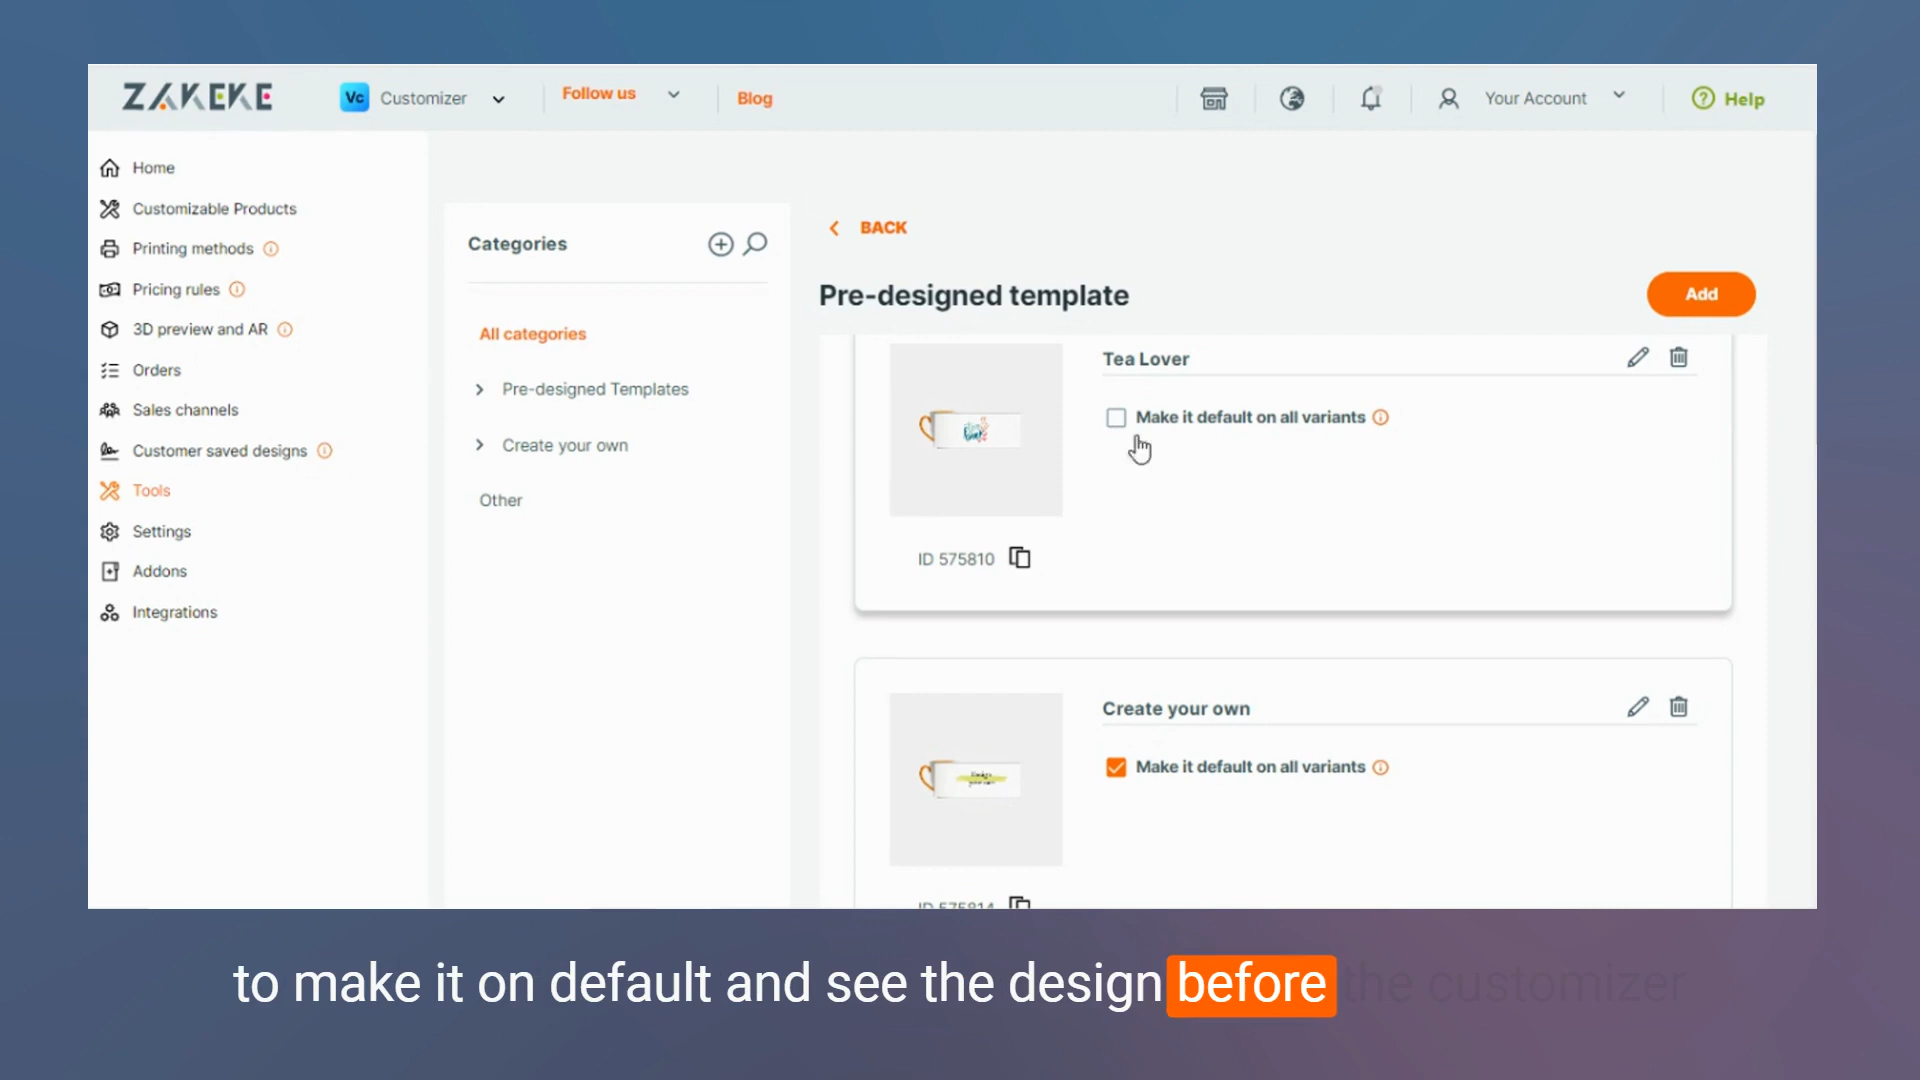 ZAKEKE
Vc Customizer
Follow us
Blog
Your Account
Help
Home
Customizable Products
Printing methods
Pricing rules
3D preview and AR
Orders
Sales channels
Customer saved designs
Tools
Settings
Addons
Integrations
Categories
All categories
Pre-designed Templates
Create your own
Other
BACK
Pre-designed template
Add
Tea Lover
Make it default on all variants
ID 575810
Create your own
Make it default on all variants
ID 575814
to make it on default and see the design before the customizer